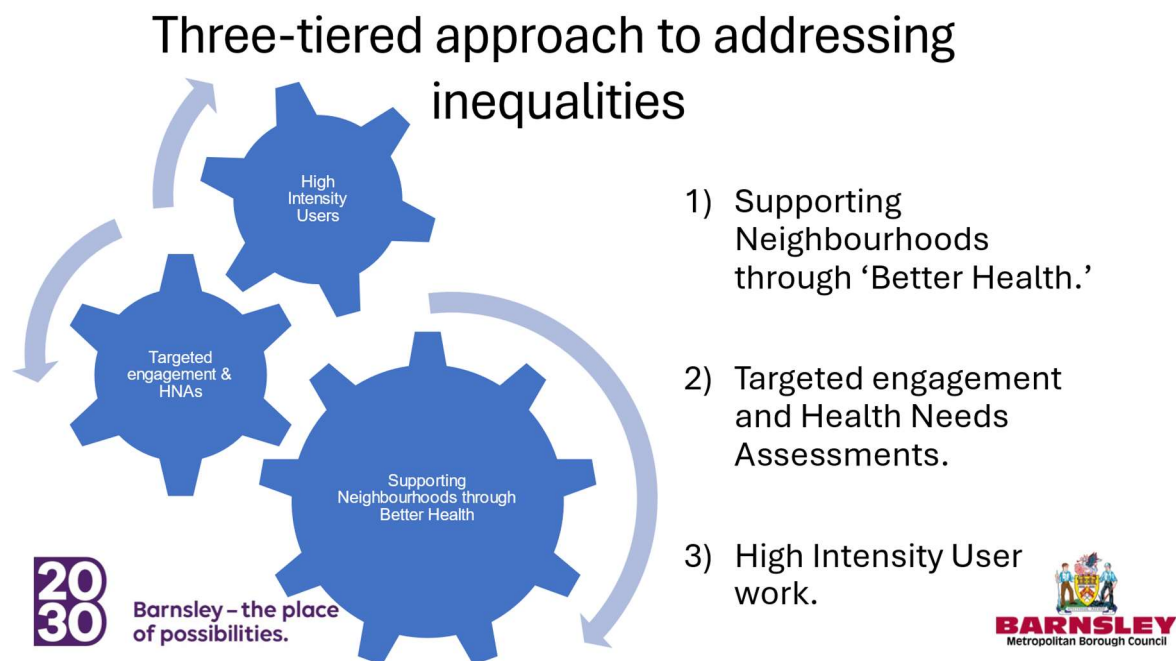 Three-tiered approach to addressing
inequalities
High
Intensity
Users
Targeted
engagement &
HNAs
Supporting
Neighbourhoods through
Better Health
1) Supporting
Neighbourhoods
through ‘Better Health.’
2) Targeted engagement
and Health Needs
Assessments.
3) High Intensity User
work.
20
30
Barnsley – the place
of possibilities.
BARNSLEY
Metropolitan Borough Council